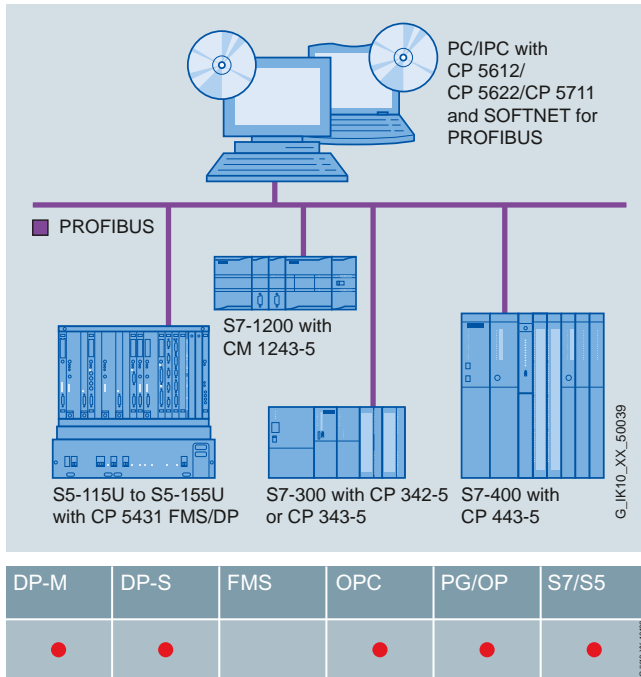 PC/IPC with
CP 5612/
CP 5622/CP 5711
and SOFTNET for
PROFIBUS
PROFIBUS
S7-1200 with
CM 1243-5
S5-115U to S5-155U
with CP 5431 FMS/DP
S7-300 with CP 342-5
or CP 343-5
S7-400 with
CP 443-5
G_IK10_XX_50039
DP-M DP-S FMS OPC PG/OP S7/S5